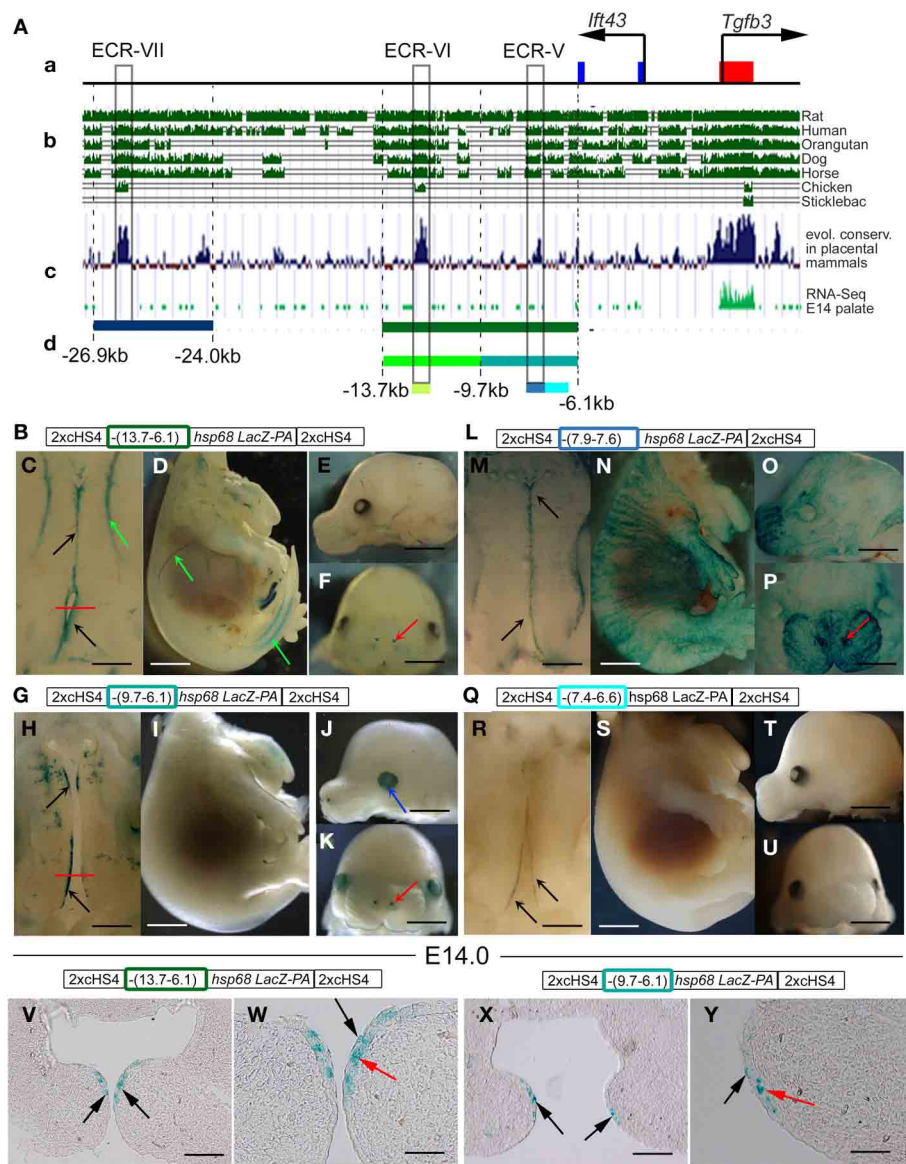 A
ECR-VII
ECR-VI
ECR-V
Ift43
Tgfb3
a
b
Rat
Human
Orangutan
Dog
Horse
Chicken
Sticklebac
c
evol. conserv.
in placental
mammals
RNA-Seq
E14 palate
d
-26.9kb
-24.0kb
-13.7kb
-9.7kb
-6.1kb
B
2xcHS4 -(13.7-6.1) hsp68 LacZ-PA 2xcHS4
C
D
E
F
L
2xcHS4 -(7.9-7.6) hsp68 LacZ-PA 2xcHS4
M
N
O
P
G
2xcHS4 -(9.7-6.1) hsp68 LacZ-PA 2xcHS4
H
I
J
K
Q
2xcHS4 -(7.4-6.6) hsp68 LacZ-PA 2xcHS4
R
S
T
U
E14.0
2xcHS4 -(13.7-6.1) hsp68 LacZ-PA 2xcHS4
2xcHS4 -(9.7-6.1) hsp68 LacZ-PA 2xcHS4
V
W
X
Y